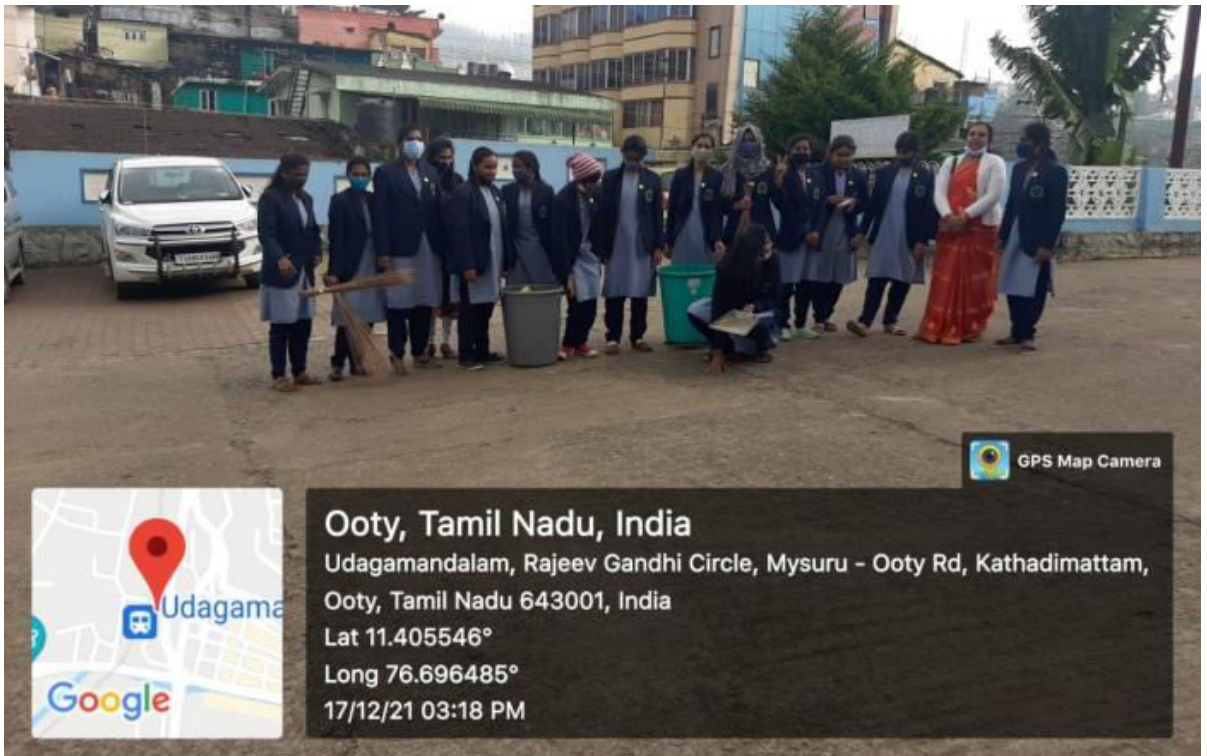 GPS Map Camera
Udagama
Google
Ooty, Tamil Nadu, India
Udagamandalam, Rajeev Gandhi Circle, Mysuru - Ooty Rd, Kathadimattam,
Ooty, Tamil Nadu 643001, India
Lat 11.405546°
Long 76.696485°
17/12/21 03:18 PM